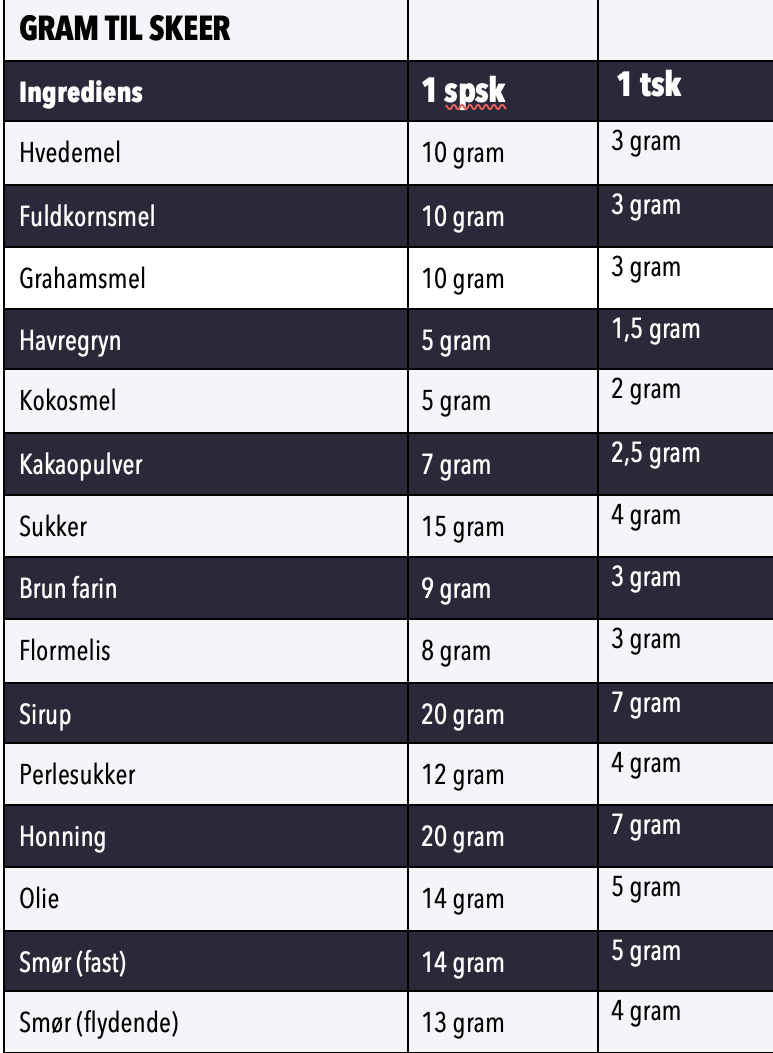 GRAM TIL SKEER
Ingrediens 1 spsk 1 tsk
Hvedemel 10 gram 3 gram
Fuldkornsmel 10 gram 3 gram
Grahamsmel 10 gram 3 gram
Havregryn 5 gram 1,5 gram
Kokosmel 5 gram 2 gram
Kakaopulver 7 gram 2,5 gram
Sukker 15 gram 4 gram
Brun farin 9 gram 3 gram
Flormelis 8 gram 3 gram
Sirup 20 gram 7 gram
Perlesukker 12 gram 4 gram
Honning 20 gram 7 gram
Olie 14 gram 5 gram
Smør (fast) 14 gram 5 gram
Smør (flydende) 13 gram 4 gram